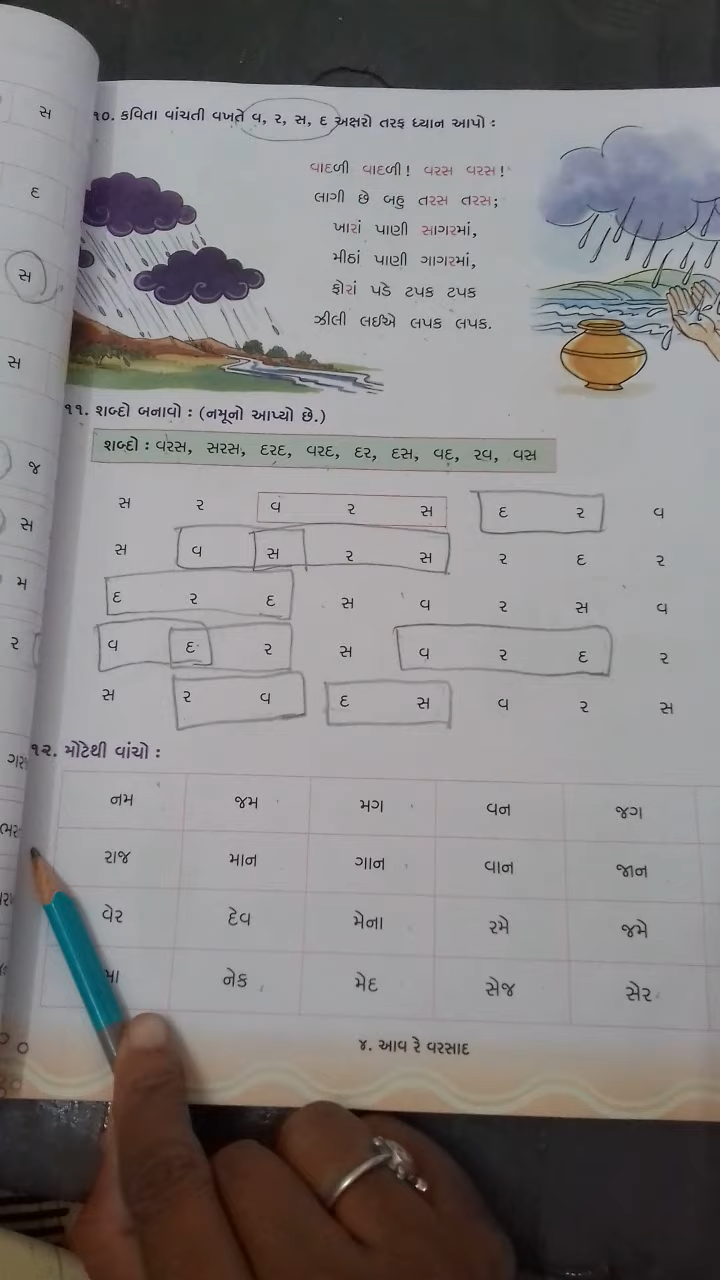 ૧૦. કવિતા વાંચતી વખતે વ, ર, સ, દ અક્ષરો તરફ ધ્યાન આપો :
વાદળી વાદળી! વરસ વરસ!
લાગી છે બહુ તરસ તરસ;
ખારાં પાણી સાગરમાં,
મીઠાં પાણી ગાગરમાં,
ફોરાં પડે ટપક ટપક
ઝીલી લઈએ લપક લપક.
૧૧. શબ્દો બનાવો : (નમૂનો આપ્યો છે.)
શબ્દો : વરસ, સરસ, દરદ, વરદ, દર, દસ, વદ, રવ, વસ
સ ર વ ર સ દ ર વ
સ વ સ ર સ ર દ ર
દ ર દ સ વ ર સ વ
વ દ ર સ વ ર દ ર
સ ર વ દ સ વ ર સ
૧૨. મોટેથી વાંચો :
નમ જમ મગ વન જગ
રાજ માન ગાન વાન જાન
વેર દેવ મેના રમે જમે
નેક મેદ સેજ સેર
૪. આવ રે વરસાદ
સ
દ
સ
સ
જ
સ
મ
ર